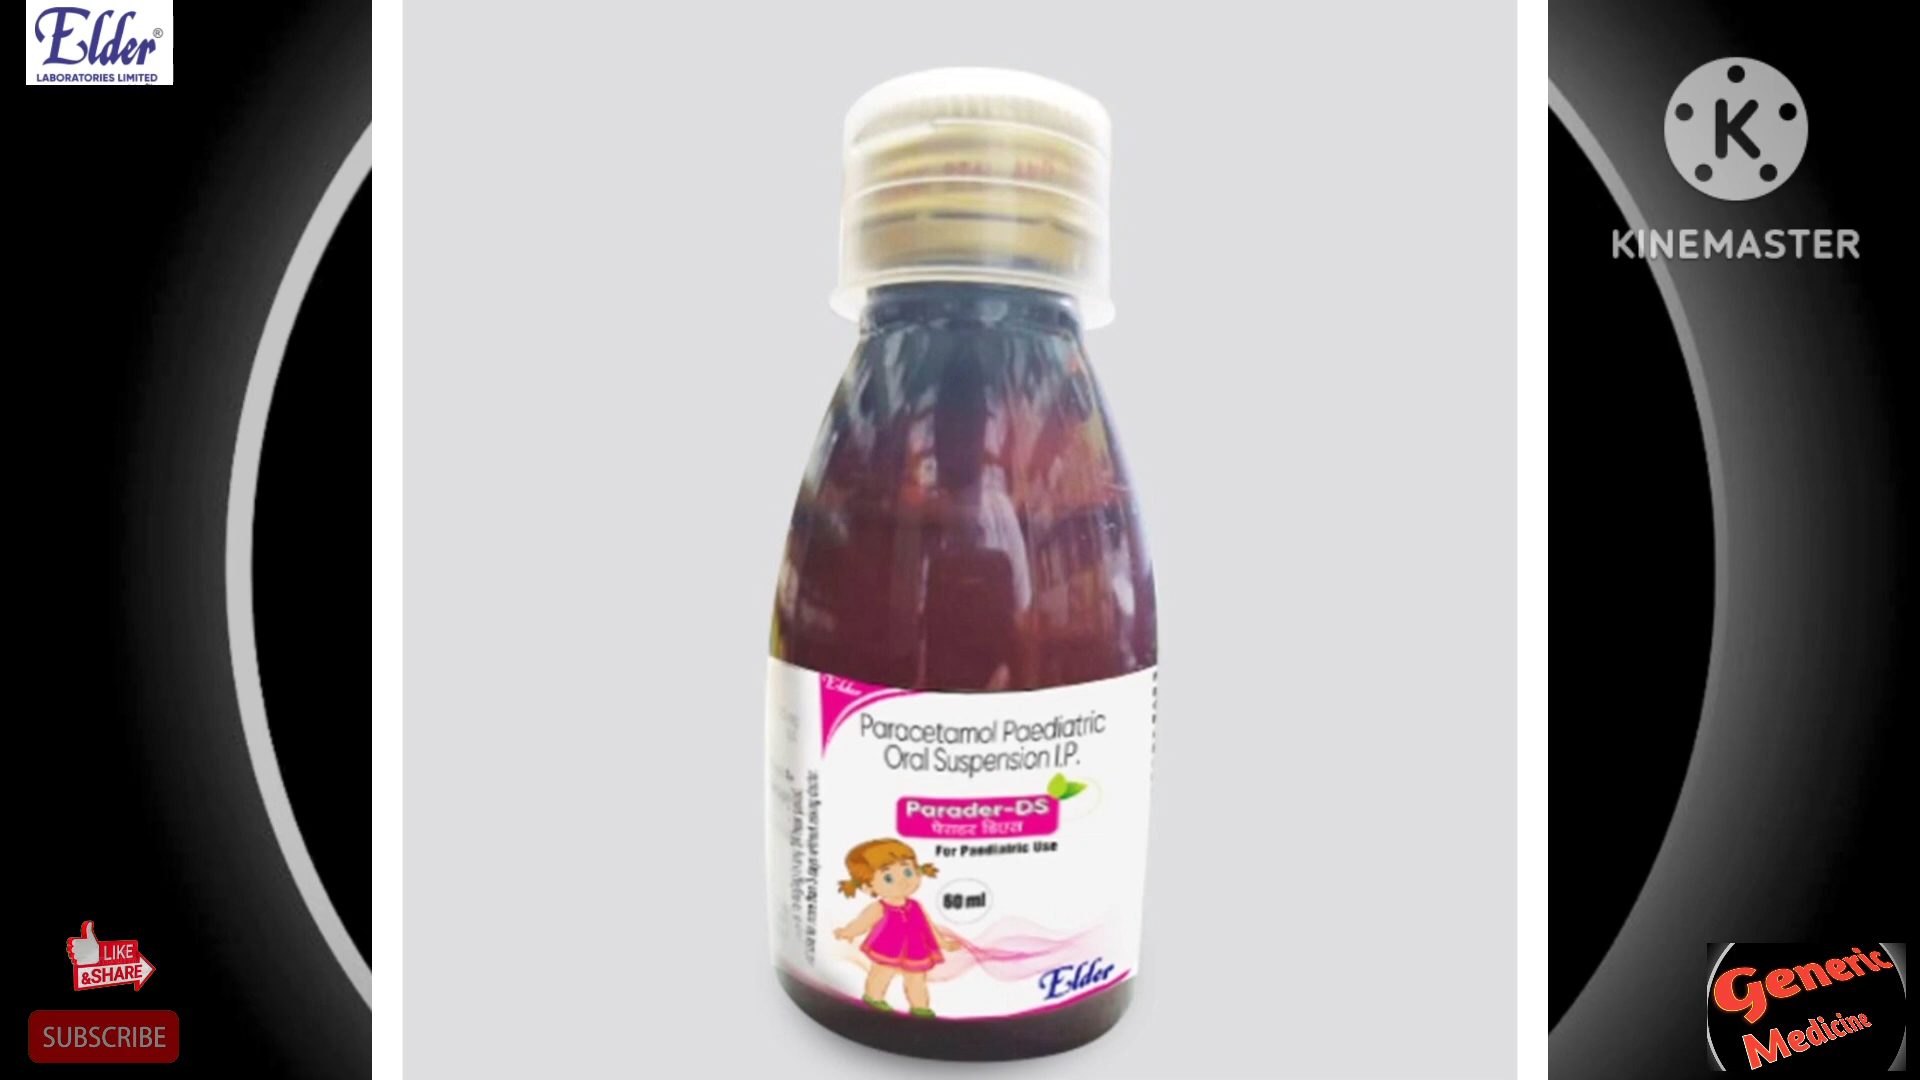 Elder®
LABORATORIES LIMITED
KINEMASTER
Elder
Paracetamol Paediatric
Oral Suspension I.P.
Parader-DS
पैराडर डीएस
For Paediatric Use
60 ml
Elder
LIKE
&SHARE
SUBSCRIBE
Generic
Medicine